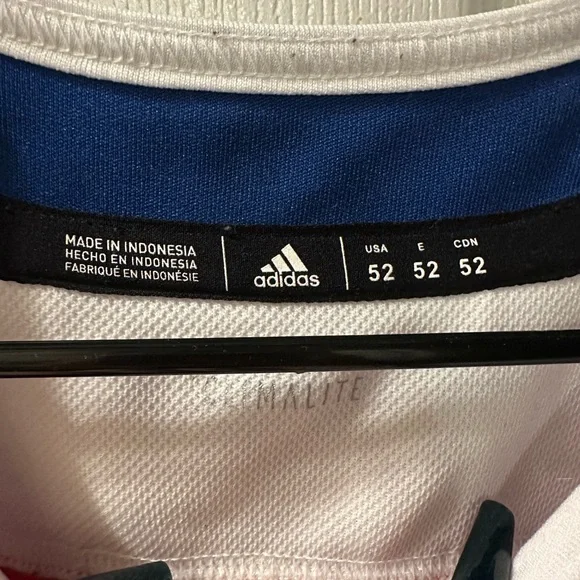 MADE IN INDONESIA
HECHO EN INDONESIA
FABRIQUÉ EN INDONÉSIE
adidas
USA E CDN
52 52 52